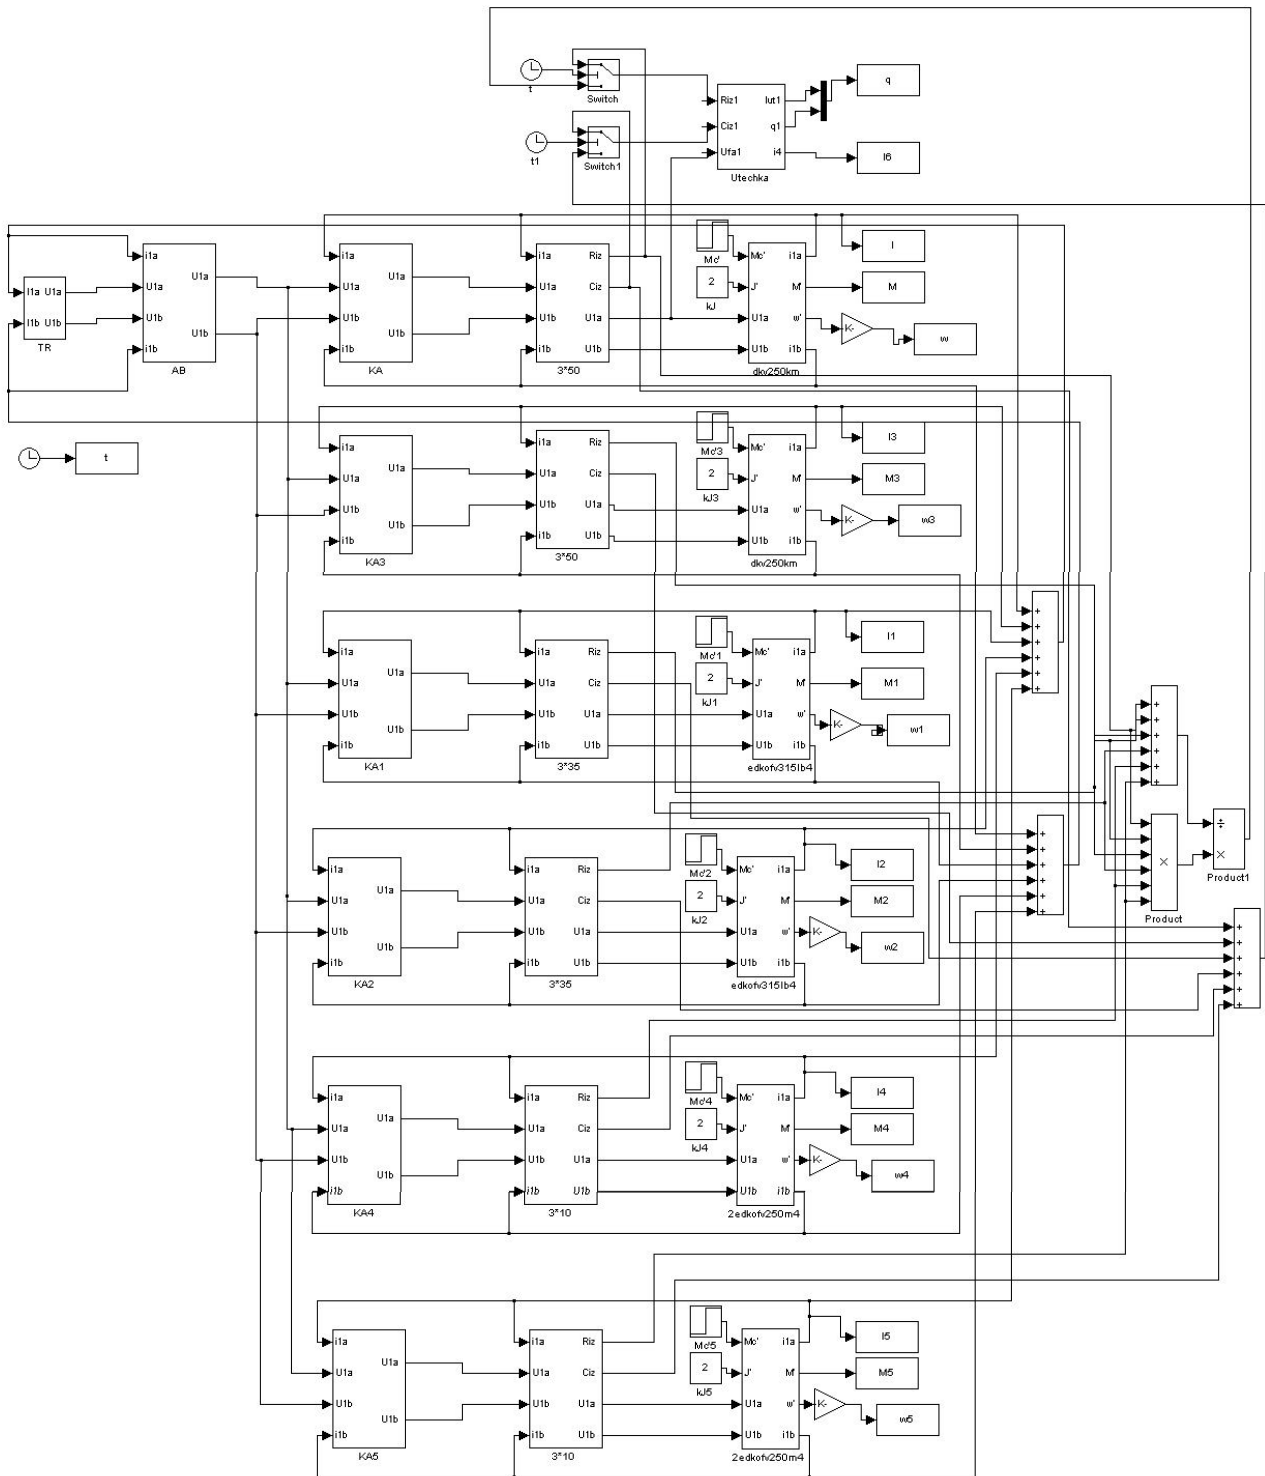 t
Switch
Riz1
Ciz1
Ufa1
Iut1
q1
i4
Utechka
q
I6
t1
Switch1
I1a
I1b
U1a
U1b
TR
i1a
U1a
U1b
i1b
U1a
U1b
AB
i1a
U1a
U1b
i1b
U1a
U1b
KA
i1a
U1a
U1b
i1b
Riz
Ciz
U1a
U1b
3*50
Mc'
2
kJ
Mc'
J'
U1a
U1b
i1a
M'
w'
i1b
dkv250km
I
M
K-
w
t
i1a
U1a
U1b
i1b
U1a
U1b
KA3
i1a
U1a
U1b
i1b
Riz
Ciz
U1a
U1b
3*50
Mc'3
2
kJ3
Mc'
J'
U1a
U1b
i1a
M'
w'
i1b
dkv250km
I3
M3
K-
w3
i1a
U1a
U1b
i1b
U1a
U1b
KA1
i1a
U1a
U1b
i1b
Riz
Ciz
U1a
U1b
3*35
Mc'1
2
kJ1
Mc'
J'
U1a
U1b
i1a
M'
w'
i1b
edkofv315lb4
I1
M1
K-
w1
+
+
+
+
+
+
+
+
+
+
+
+
×
Product
÷
×
Product1
i1a
U1a
U1b
i1b
U1a
U1b
KA2
i1a
U1a
U1b
i1b
Riz
Ciz
U1a
U1b
3*35
Mc'2
2
kJ2
Mc'
J'
U1a
U1b
i1a
M'
w'
i1b
edkofv315lb4
I2
M2
K-
w2
+
+
+
+
+
+
+
+
+
+
+
+
i1a
U1a
U1b
i1b
U1a
U1b
KA4
i1a
U1a
U1b
i1b
Riz
Ciz
U1a
U1b
3*10
Mc'4
2
kJ4
Mc'
J'
U1a
U1b
i1a
M'
w'
i1b
2edkofv250m4
I4
M4
K-
w4
i1a
U1a
U1b
i1b
U1a
U1b
KA5
i1a
U1a
U1b
i1b
Riz
Ciz
U1a
U1b
3*10
Mc'5
2
kJ5
Mc'
J'
U1a
U1b
i1a
M'
w'
i1b
2edkofv250m4
I5
M5
K-
w5